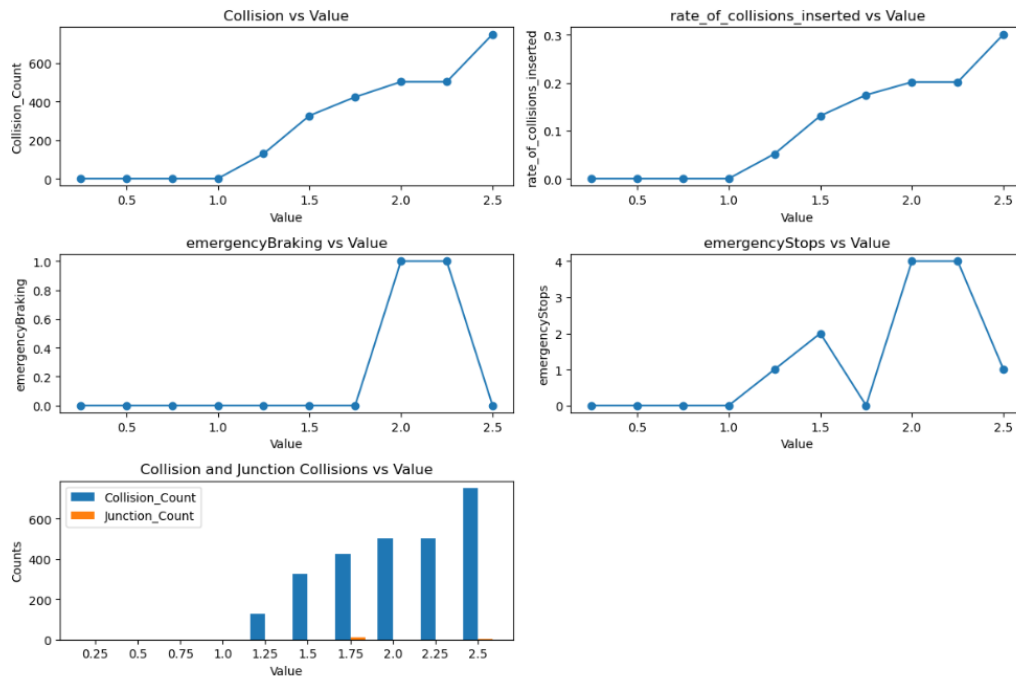 Collision vs Value
Collision_Count
600
400
200
0
0.5 1.0 1.5 2.0 2.5
Value
rate_of_collisions_inserted vs Value
rate_of_collisions_inserted
0.3
0.2
0.1
0.0
0.5 1.0 1.5 2.0 2.5
Value
emergencyBraking vs Value
emergencyBraking
1.0
0.8
0.6
0.4
0.2
0.0
0.5 1.0 1.5 2.0 2.5
Value
emergencyStops vs Value
emergencyStops
4
3
2
1
0
0.5 1.0 1.5 2.0 2.5
Value
Collision and Junction Collisions vs Value
Collision_Count
Junction_Count
Counts
600
400
200
0
0.25 0.5 0.75 1.0 1.25 1.5 1.75 2.0 2.25 2.5
Value